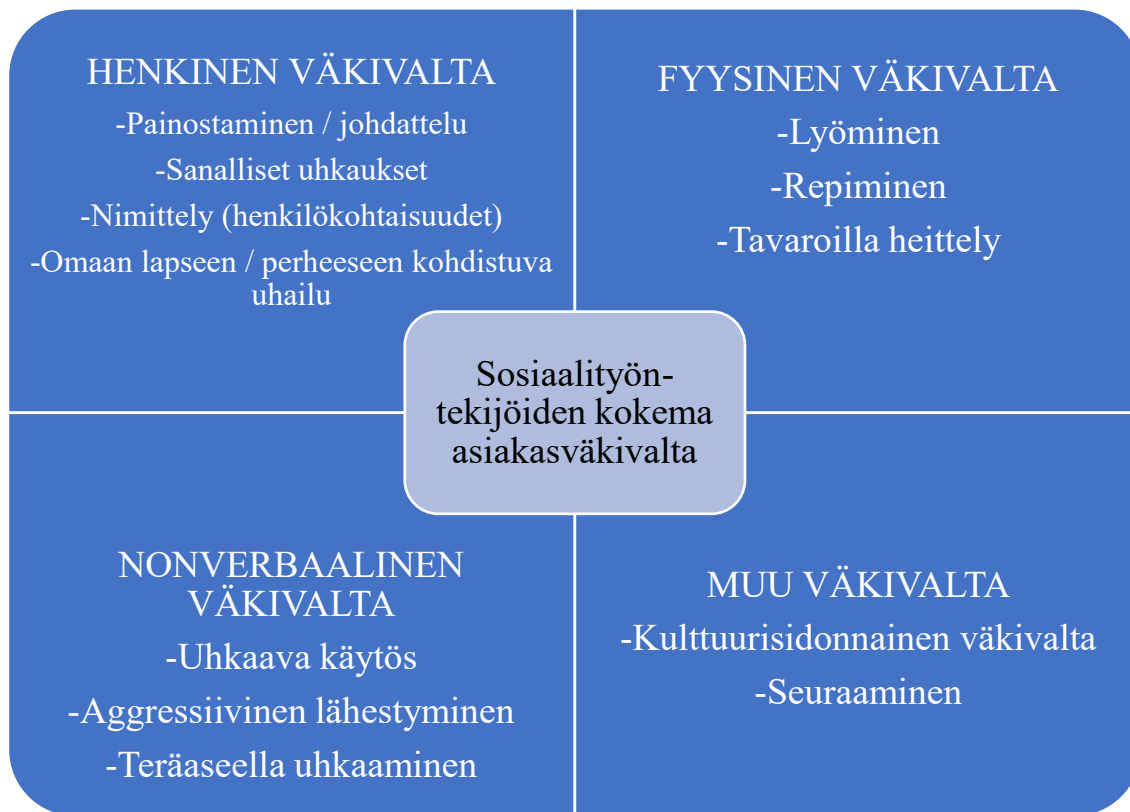 HENKINEN VÄKIVALTA
-Painostaminen / johdattelu
-Sanalliset uhkaukset
-Nimittely (henkilökohtaisuudet)
-Omaan lapseen / perheeseen kohdistuva
uhailu
FYYSINEN VÄKIVALTA
-Lyöminen
-Repiminen
-Tavaroilla heittely
Sosiaalityön-
tekijöiden kokema
asiakasväkivalta
NONVERBAALINEN
VÄKIVALTA
-Uhkaava käytös
-Aggressiivinen lähestyminen
-Teräaseella uhkaaminen
MUU VÄKIVALTA
-Kulttuurisidonnainen väkivalta
-Seuraaminen